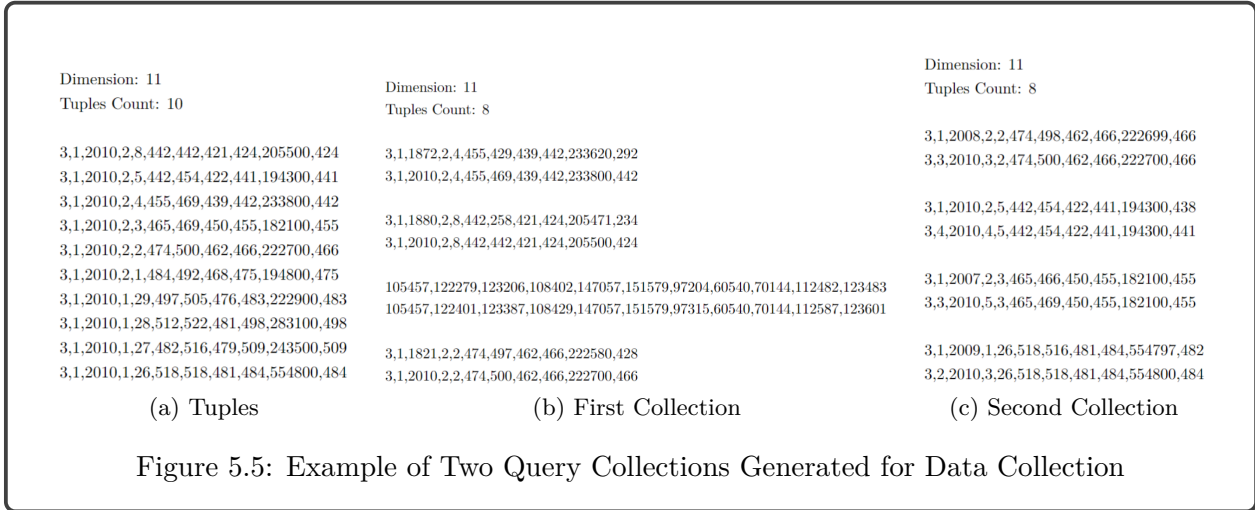 Dimension: 11
Tuples Count: 10
3,1,2010,2,8,442,442,421,424,205500,424
3,1,2010,2,5,442,454,422,441,194300,441
3,1,2010,2,4,455,469,439,442,233800,442
3,1,2010,2,3,465,469,450,455,182100,455
3,1,2010,2,2,474,500,462,466,222700,466
3,1,2010,2,1,484,492,468,475,194800,475
3,1,2010,1,29,497,505,476,483,222900,483
3,1,2010,1,28,512,522,481,498,283100,498
3,1,2010,1,27,482,516,479,509,243500,509
3,1,2010,1,26,518,518,481,484,554800,484
(a) Tuples
Dimension: 11
Tuples Count: 8
3,1,1872,2,4,455,429,439,442,233620,292
3,1,2010,2,4,455,469,439,442,233800,442
3,1,1880,2,8,442,258,421,424,205471,234
3,1,2010,2,8,442,442,421,424,205500,424
105457,122279,123206,108402,147057,151579,97204,60540,70144,112482,123483
105457,122401,123387,108429,147057,151579,97315,60540,70144,112587,123601
3,1,1821,2,2,474,497,462,466,222580,428
3,1,2010,2,2,474,500,462,466,222700,466
(b) First Collection
Dimension: 11
Tuples Count: 8
3,1,2008,2,2,474,498,462,466,222699,466
3,3,2010,3,2,474,500,462,466,222700,466
3,1,2010,2,5,442,454,422,441,194300,438
3,4,2010,4,5,442,454,422,441,194300,441
3,1,2007,2,3,465,466,450,455,182100,455
3,3,2010,5,3,465,469,450,455,182100,455
3,1,2009,1,26,518,516,481,484,554797,482
3,2,2010,3,26,518,518,481,484,554800,484
(c) Second Collection
Figure 5.5: Example of Two Query Collections Generated for Data Collection